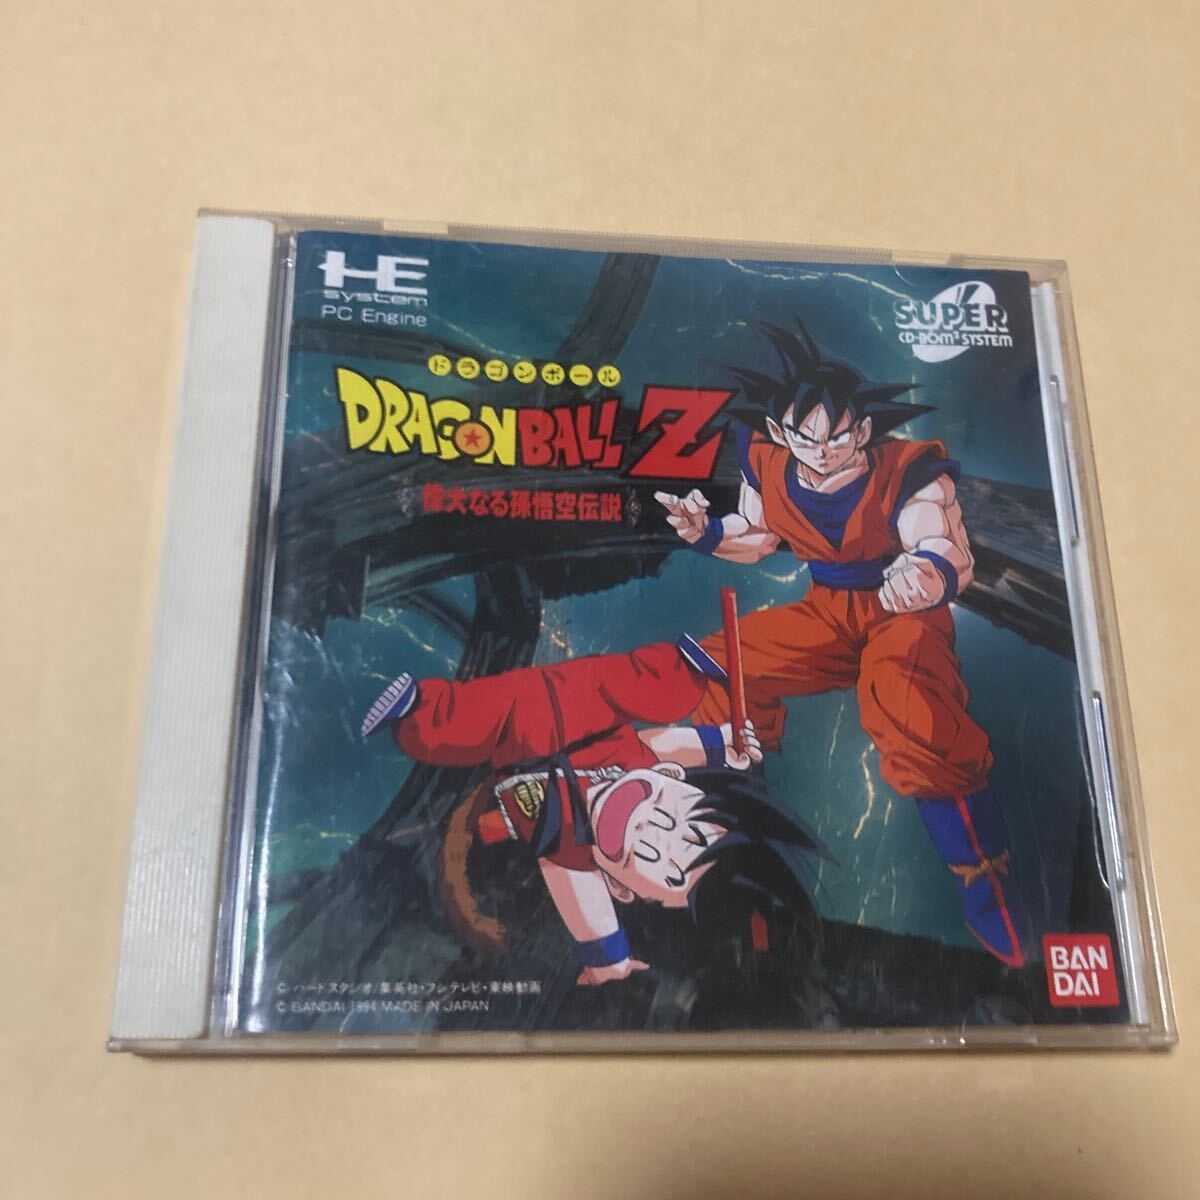 HE
system
PC Engine
SUPER
CD-ROM² SYSTEM
ドラゴンボール
DRAGON BALL Z
偉大なる孫悟空伝説
BAN
DAI
© バードスタジオ/集英社・フジテレビ・東映動画
© BANDAI 1994 MADE IN JAPAN